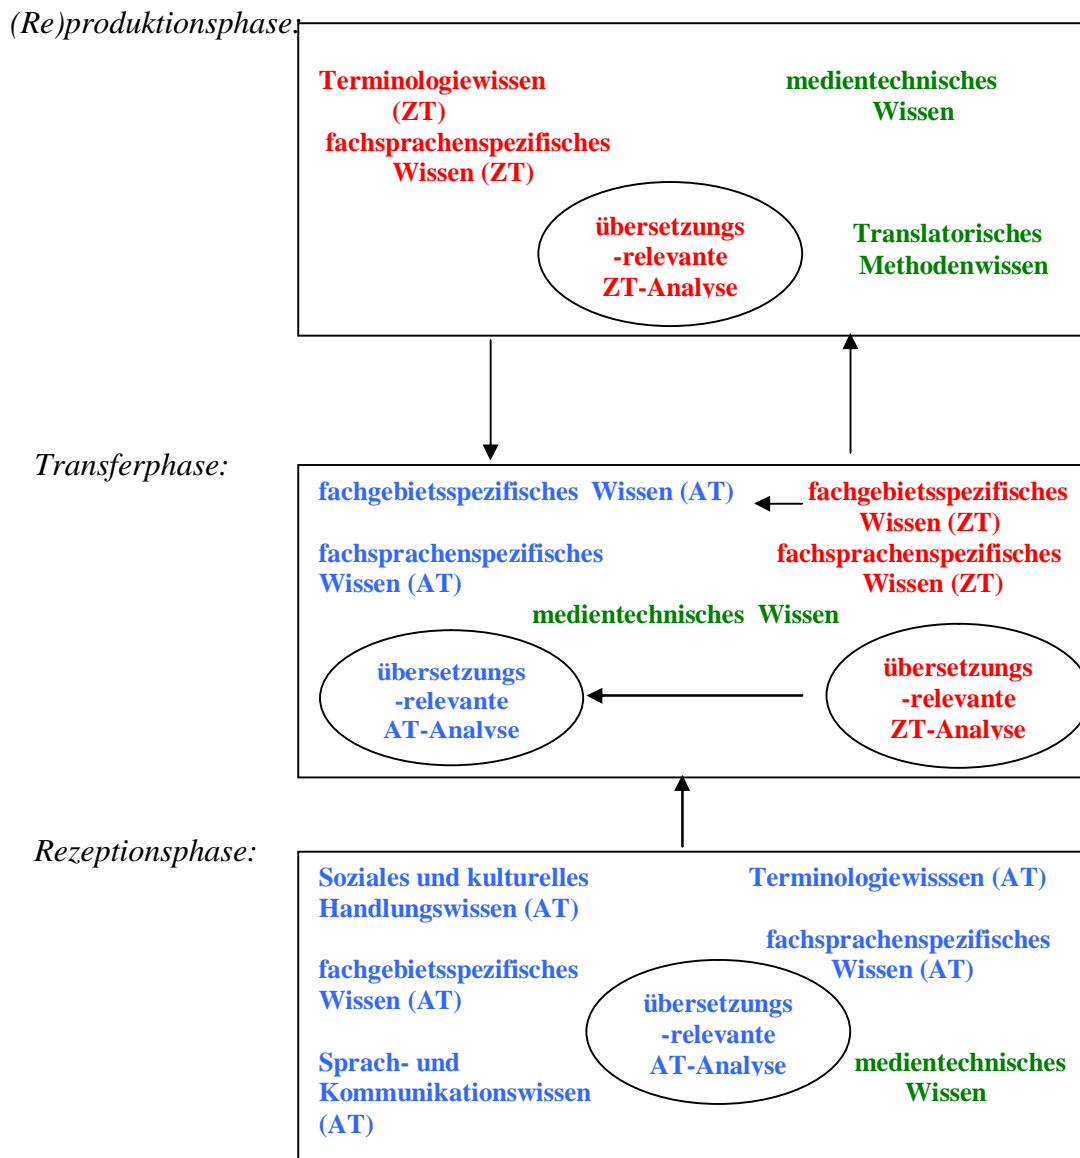 (Re)produktionsphase:
Terminologiewissen
(ZT)
fachsprachenspezifisches
Wissen (ZT)
medientechnisches
Wissen
übersetzungs
-relevante
ZT-Analyse
Translatorisches
Methodenwissen
Transferphase:
fachgebietsspezifisches Wissen (AT)
fachsprachenspezifisches
Wissen (AT)
fachgebietsspezifisches
Wissen (ZT)
fachsprachenspezifisches
Wissen (ZT)
medientechnisches Wissen
übersetzungs
-relevante
AT-Analyse
übersetzungs
-relevante
ZT-Analyse
Rezeptionsphase:
Soziales und kulturelles
Handlungswissen (AT)
Terminologiewisssen (AT)
fachsprachenspezifisches
Wissen (AT)
fachgebietsspezifisches
Wissen (AT)
übersetzungs
-relevante
AT-Analyse
Sprach- und
Kommunikationswissen
(AT)
medientechnisches
Wissen